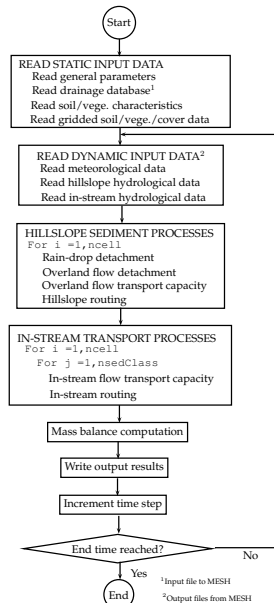 Start
READ STATIC INPUT DATA
Read general parameters
Read drainage database¹
Read soil/vege. characteristics
Read gridded soil/vege./cover data
READ DYNAMIC INPUT DATA²
Read meteorological data
Read hillslope hydrological data
Read in-stream hydrological data
HILLSLOPE SEDIMENT PROCESSES
For i =1,ncell
Rain-drop detachment
Overland flow detachment
Overland flow transport capacity
Hillslope routing
IN-STREAM TRANSPORT PROCESSES
For i =1,ncell
For j =1,nsedClass
In-stream flow transport capacity
In-stream routing
Mass balance computation
Write output results
Increment time step
End time reached?
No
Yes
End
¹Input file to MESH
²Output files from MESH